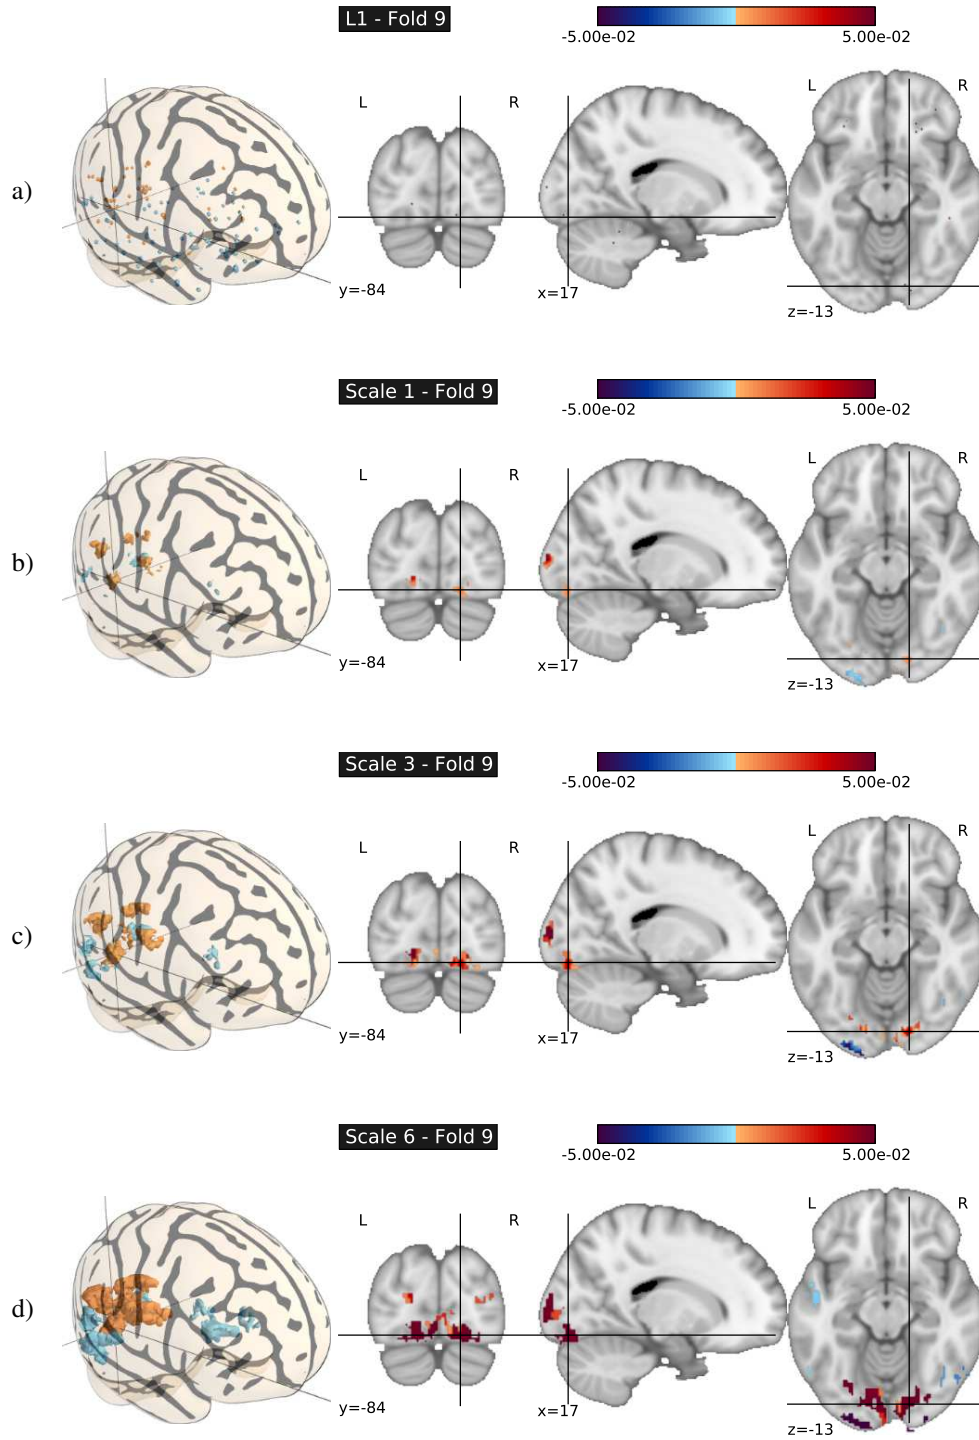 L1 - Fold 9
-5.00e-02 5.00e-02
a)
L R
L R
y=-84
x=17
z=-13
Scale 1 - Fold 9
-5.00e-02 5.00e-02
b)
L R
L R
y=-84
x=17
z=-13
Scale 3 - Fold 9
-5.00e-02 5.00e-02
c)
L R
L R
y=-84
x=17
z=-13
Scale 6 - Fold 9
-5.00e-02 5.00e-02
d)
L R
L R
y=-84
x=17
z=-13